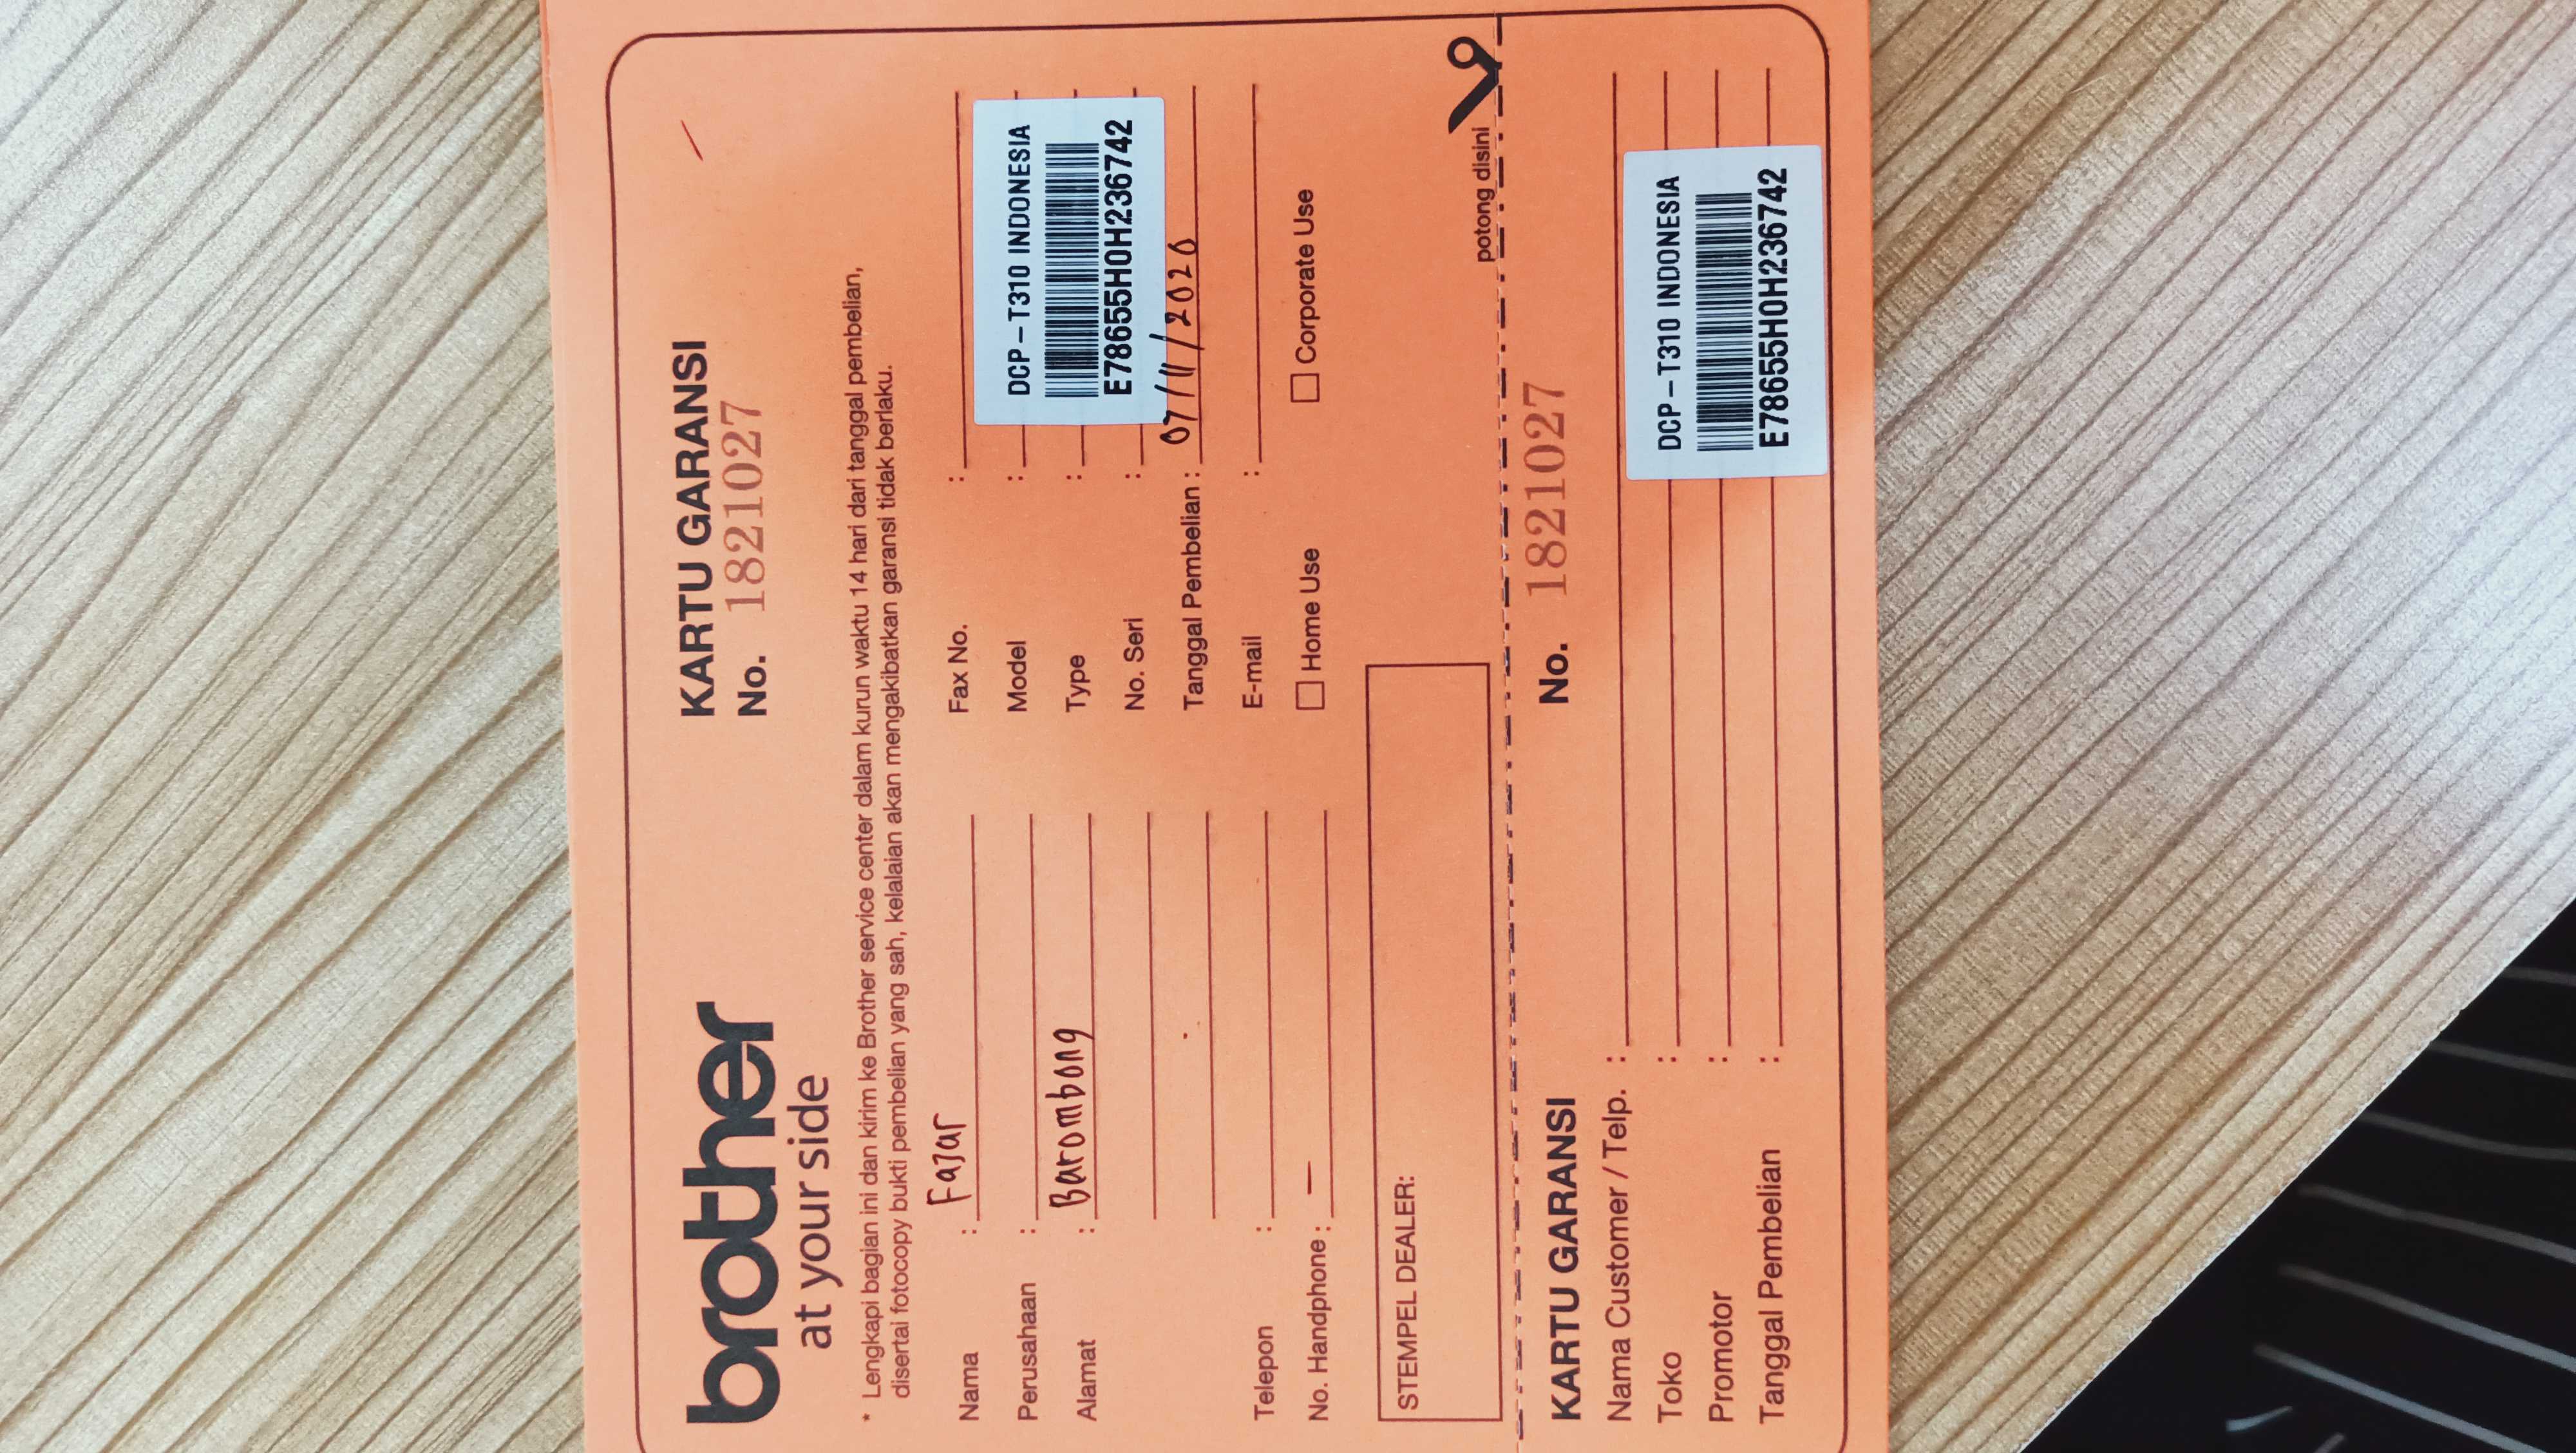 brother
at your side
KARTU GARANSI
No. 1821027
* Lengkapi bagian ini dan kirim ke Brother service center dalam kurun waktu 14 hari dari tanggal pembelian,
disertai fotocopy bukti pembelian yang sah, kelalaian akan mengakibatkan garansi tidak berlaku.
Nama : Fajar
Perusahaan :
Alamat : Barombong
Telepon :
No. Handphone : –
Fax No. :
Model :
Type :
No. Seri :
DCP – T310 INDONESIA
E78655H0H236742
Tanggal Pembelian : 07/11/2020
E-mail :
Home Use
Corporate Use
STEMPEL DEALER:
potong disini
KARTU GARANSI
No. 1821027
Nama Customer / Telp. :
Toko :
Promotor :
Tanggal Pembelian :
DCP – T310 INDONESIA
E78655H0H236742